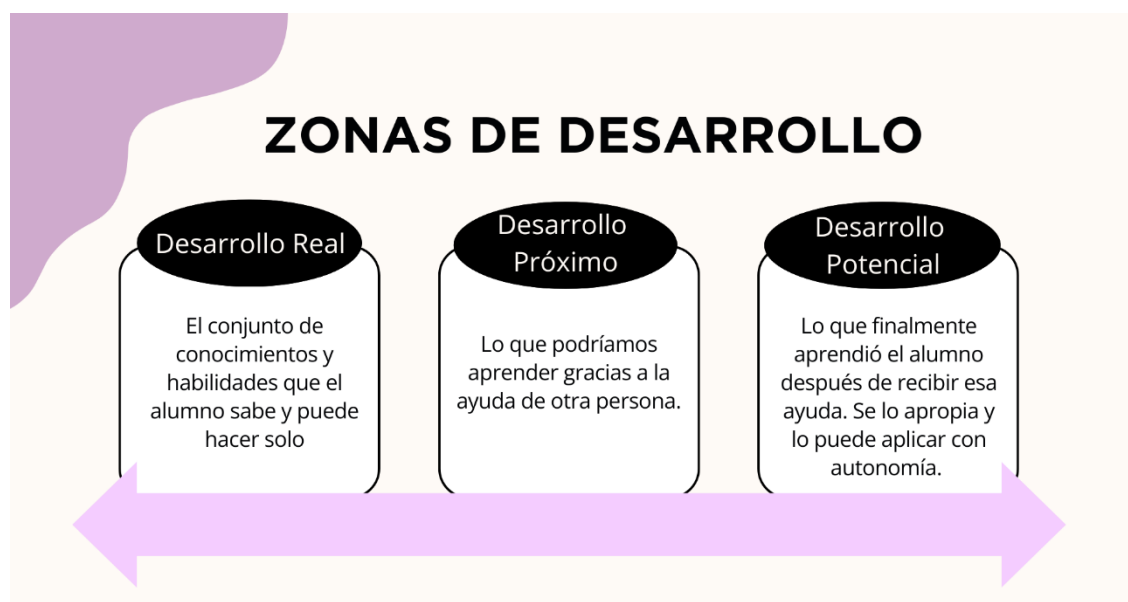 ZONAS DE DESARROLLO
Desarrollo Real
El conjunto de
conocimientos y
habilidades que el
alumno sabe y puede
hacer solo
Desarrollo
Próximo
Lo que podríamos
aprender gracias a la
ayuda de otra persona.
Desarrollo
Potencial
Lo que finalmente
aprendió el alumno
después de recibir esa
ayuda. Se lo apropia y
lo puede aplicar con
autonomía.